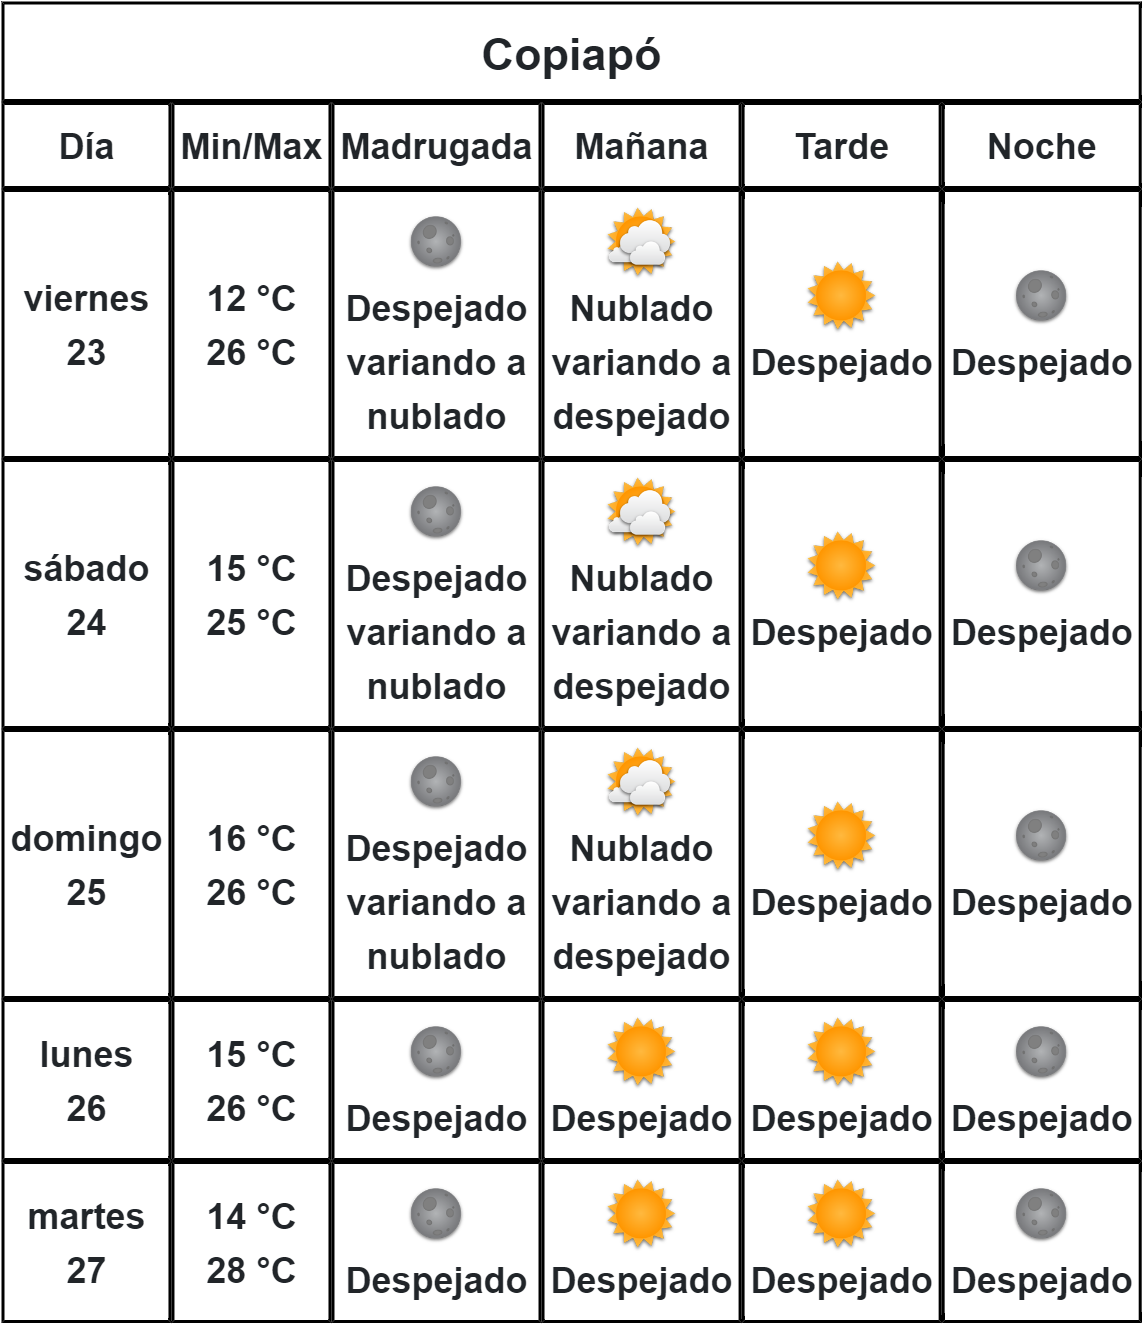 Copiapó
Día Min/Max Madrugada Mañana Tarde Noche
viernes
23
12 °C
26 °C
Despejado
variando a
nublado
Nublado
variando a
despejado
Despejado
Despejado
sábado
24
15 °C
25 °C
Despejado
variando a
nublado
Nublado
variando a
despejado
Despejado
Despejado
domingo
25
16 °C
26 °C
Despejado
variando a
nublado
Nublado
variando a
despejado
Despejado
Despejado
lunes
26
15 °C
26 °C
Despejado
Despejado
Despejado
Despejado
martes
27
14 °C
28 °C
Despejado
Despejado
Despejado
Despejado